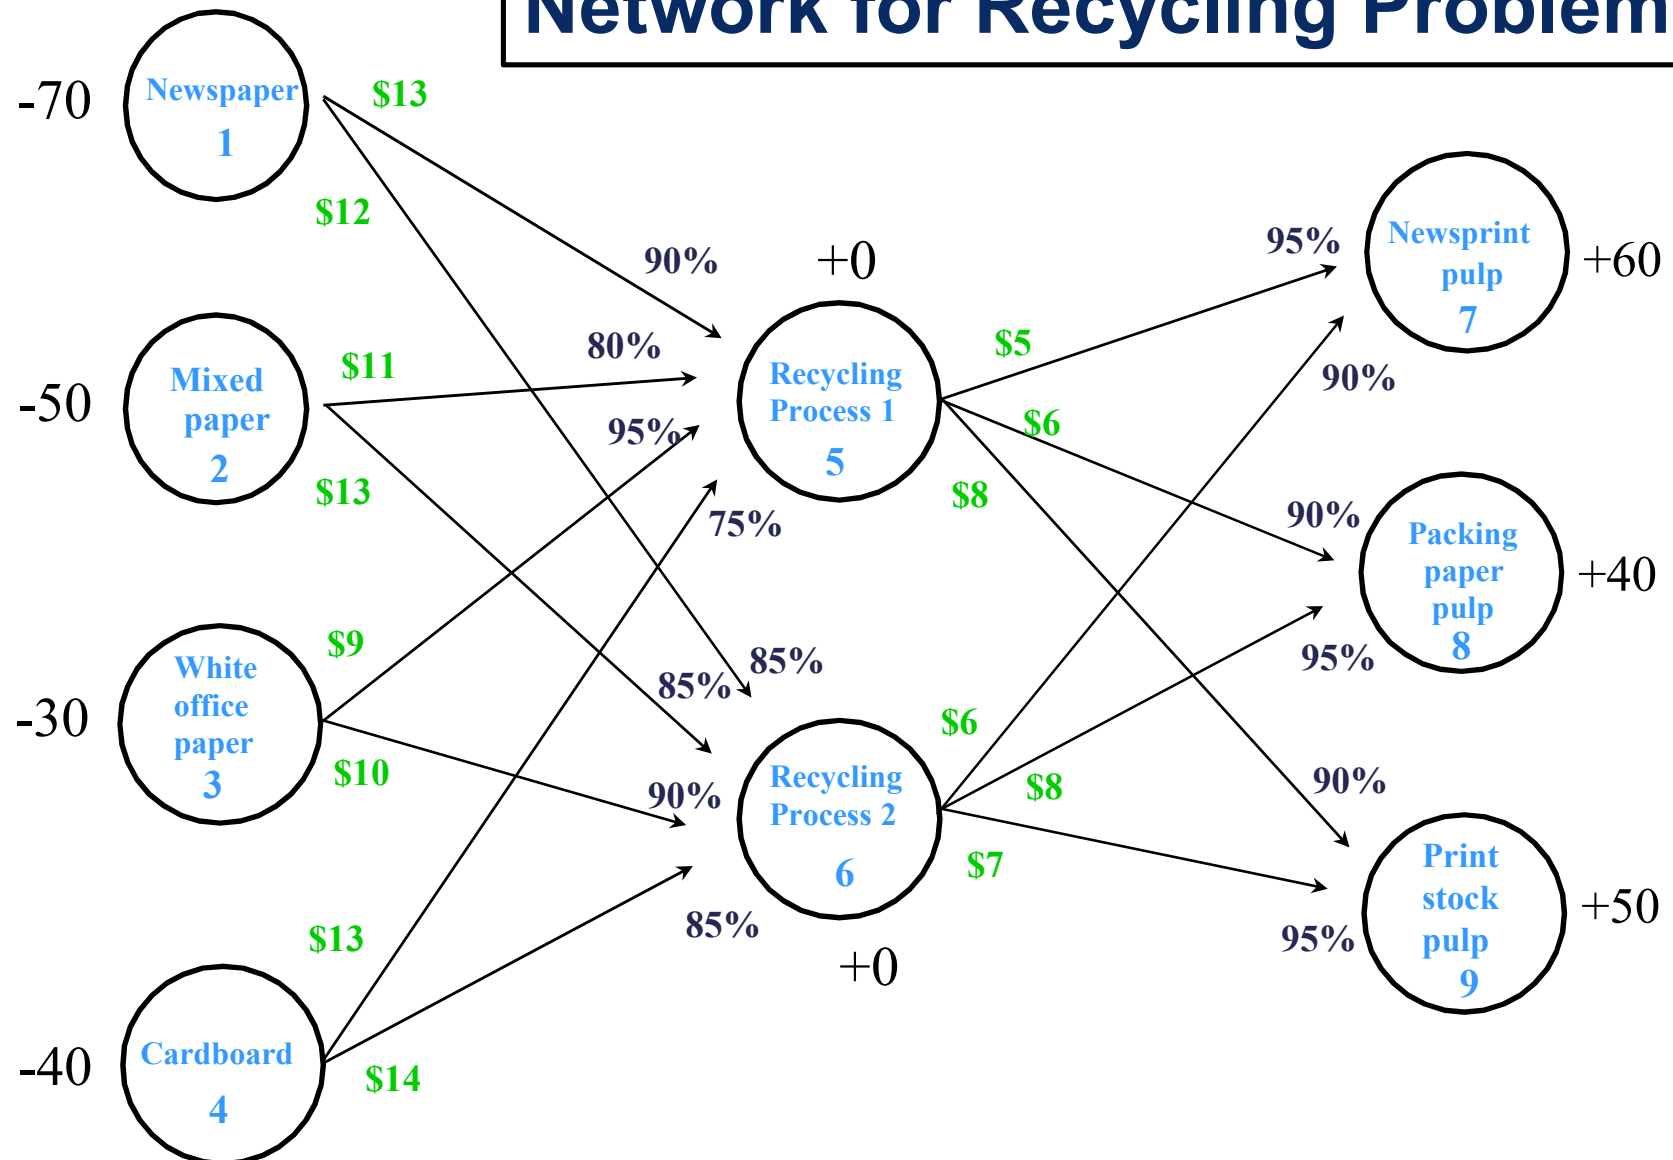 Network for Recycling Problem
-70
Newspaper
1
$13
$12
90%
+0
95%
Newsprint
pulp
7
+60
-50
Mixed
paper
2
$11
$13
80%
95%
75%
Recycling
Process 1
5
$5
$6
$8
90%
90%
Packing
paper
pulp
8
+40
95%
-30
White
office
paper
3
$9
$10
85%
85%
90%
Recycling
Process 2
6
+0
$6
$8
$7
90%
95%
Print
stock
pulp
9
+50
-40
Cardboard
4
$13
$14
85%